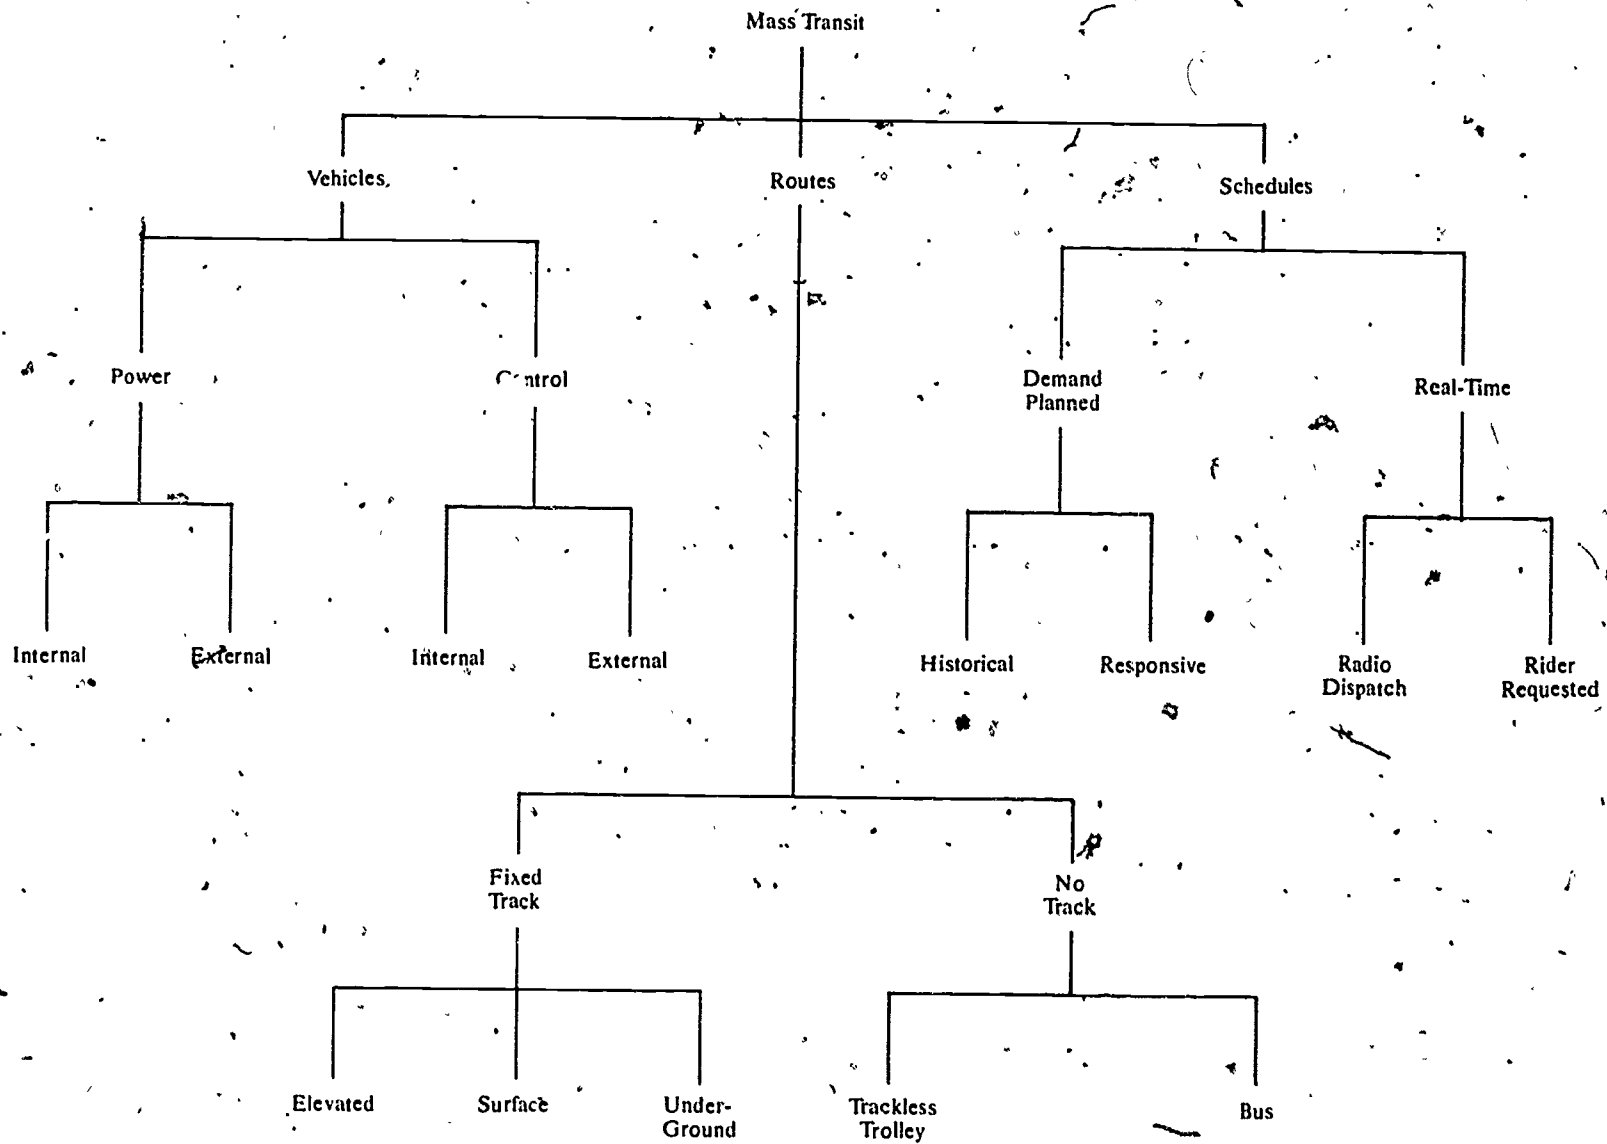 Mass Transit
Vehicles,
Routes
Schedules
Power
Control
Demand
Planned
Real-Time
Internal
External
Internal
External
Historical
Responsive
Radio
Dispatch
Rider
Requested
Fixed
Track
No
Track
Elevated
Surface
Under-
Ground
Trackless
Trolley
Bus